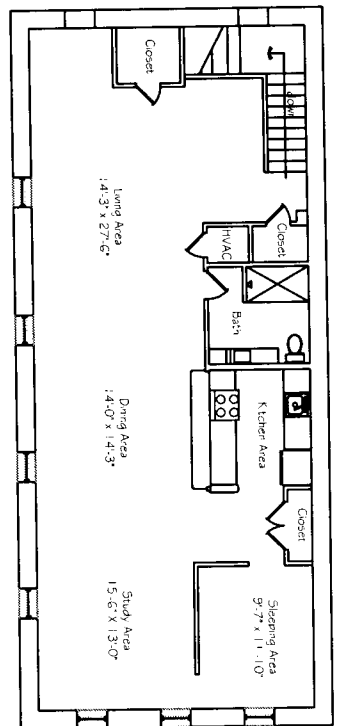 Closet
down
Living Area
14'-3" x 27'-6"
Closet
HVAC
Bath
Dining Area
14'-0" x 14'-3"
Kitchen Area
Closet
Study Area
15'-6" x 13'-0"
Sleeping Area
9'-7" x 11'-10"